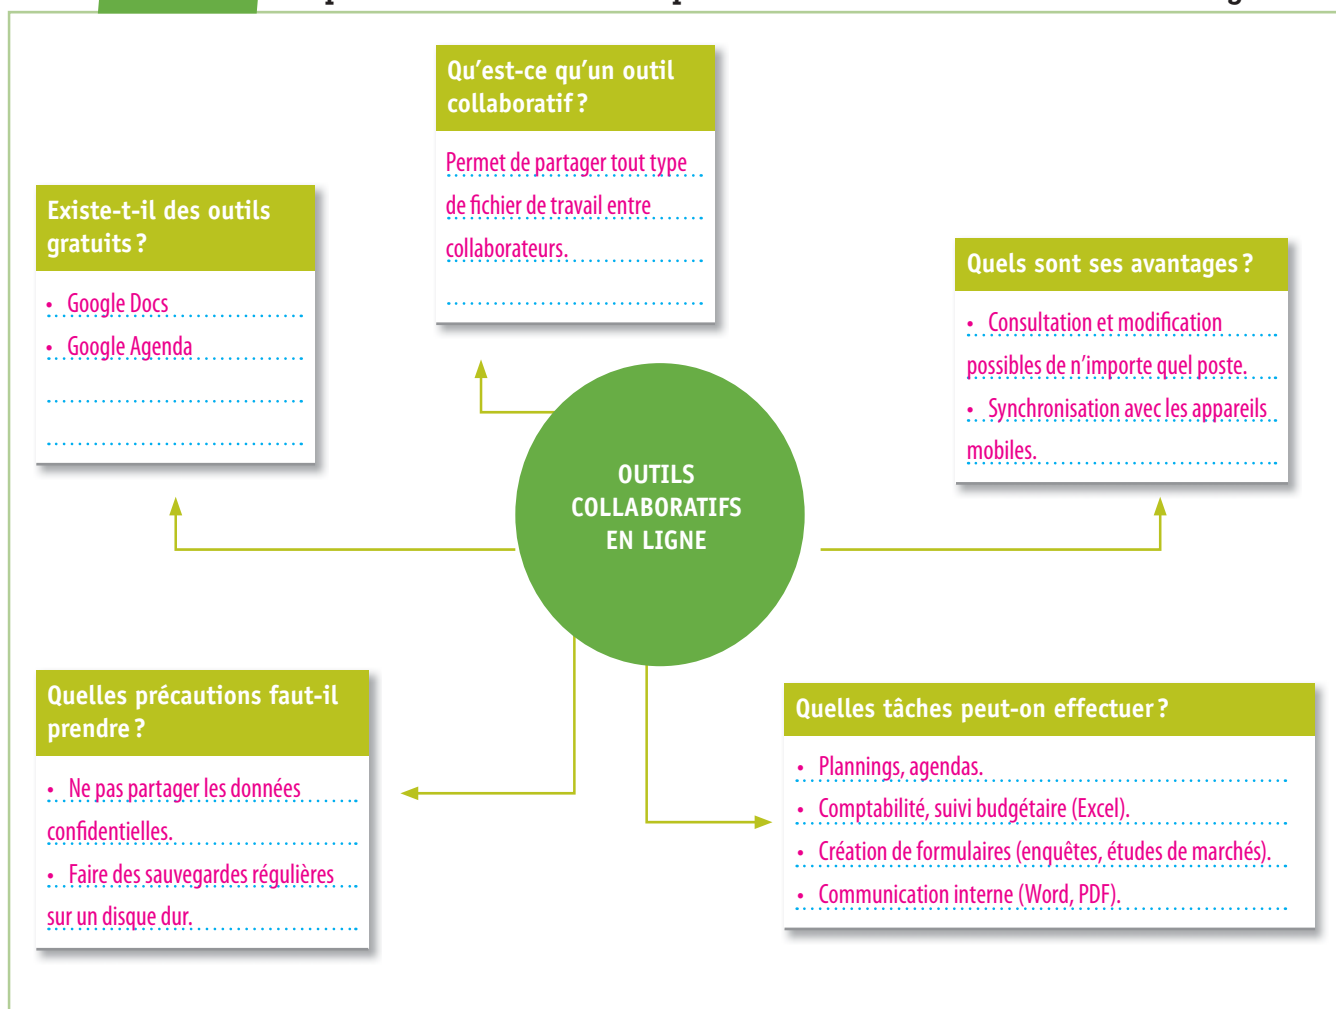 Qu'est-ce qu'un outil
collaboratif ?
Permet de partager tout type
de fichier de travail entre
collaborateurs.
Existe-t-il des outils
gratuits ?
• Google Docs
• Google Agenda
Quels sont ses avantages ?
• Consultation et modification
possibles de n'importe quel poste.
• Synchronisation avec les appareils
mobiles.
OUTILS
COLLABORATIFS
EN LIGNE
Quelles précautions faut-il
prendre ?
• Ne pas partager les données
confidentielles.
• Faire des sauvegardes régulières
sur un disque dur.
Quelles tâches peut-on effectuer ?
• Plannings, agendas.
• Comptabilité, suivi budgétaire (Excel).
• Création de formulaires (enquêtes, études de marchés).
• Communication interne (Word, PDF).